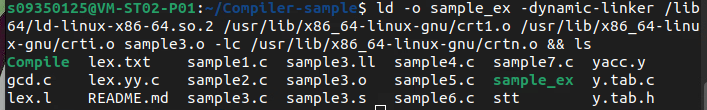 s09350125@VM-ST02-P01:~/Compiler-sample$ ld -o sample_ex -dynamic-linker /lib
64/ld-linux-x86-64.so.2 /usr/lib/x86_64-linux-gnu/crt1.o /usr/lib/x86_64-linu
x-gnu/crti.o sample3.o -lc /usr/lib/x86_64-linux-gnu/crtn.o && ls
Compile lex.txt sample1.c sample3.ll sample4.c sample7.c yacc.y
gcd.c lex.yy.c sample2.c sample3.o sample5.c sample_ex y.tab.c
lex.l README.md sample3.c sample3.s sample6.c stt y.tab.h